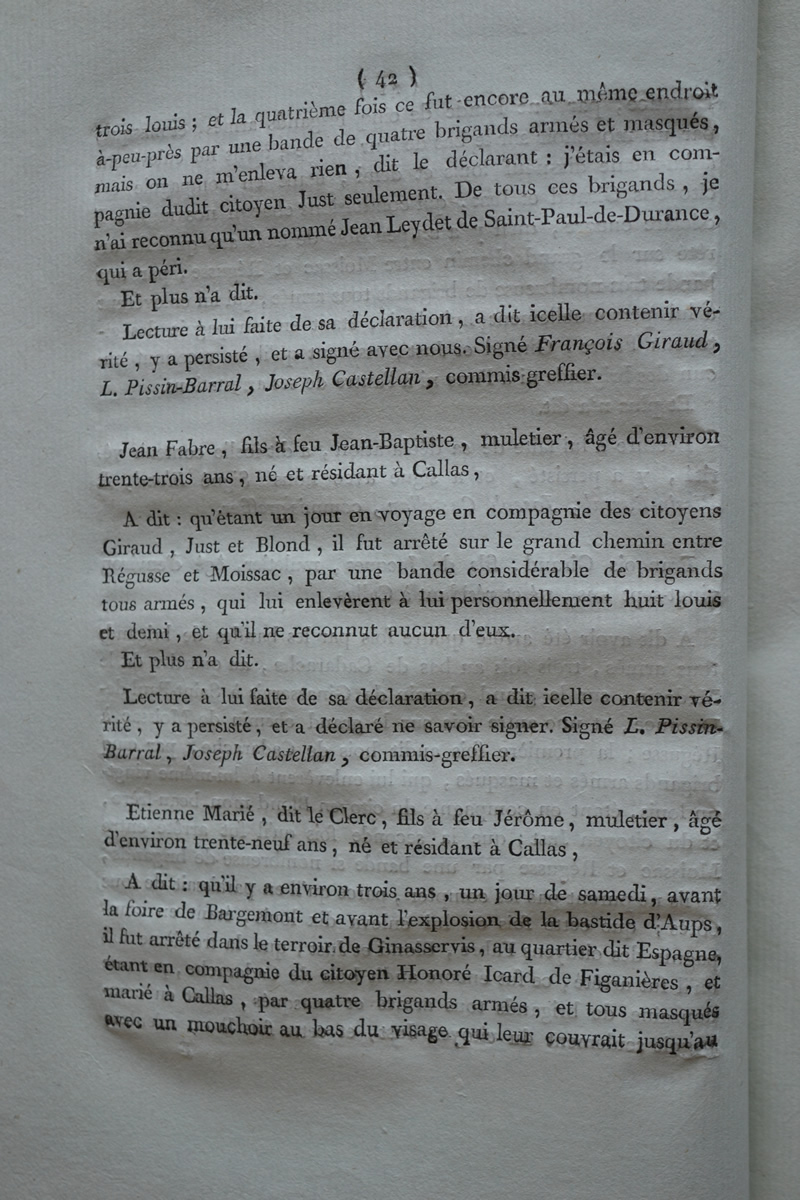 ( 42 )
trois louis ; et la quatrième fois ce fut encore au même endroit
à-peu-près par une bande de quatre brigands armés et masqués,
mais on ne m'enleva rien, dit le déclarant : j'étais en com-
pagnie dudit citoyen Just seulement. De tous ces brigands, je
n'ai reconnu qu'un nommé Jean Leydet de Saint-Paul-de-Durance,
qui a péri.
Et plus n'a dit.
Lecture à lui faite de sa déclaration, a dit icelle contenir vé-
rité, y a persisté, et a signé avec nous. Signé François Giraud,
L. Pissin-Barral, Joseph Castellan, commis-greffier.
Jean Fabre, fils à feu Jean-Baptiste, muletier, âgé d'environ
trente-trois ans, né et résidant à Callas,
A dit : qu'étant un jour en voyage en compagnie des citoyens
Giraud, Just et Blond, il fut arrêté sur le grand chemin entre
Régusse et Moissac, par une bande considérable de brigands
tous armés, qui lui enlevèrent à lui personnellement huit louis
et demi, et qu'il ne reconnut aucun d'eux.
Et plus n'a dit.
Lecture à lui faite de sa déclaration, a dit icelle contenir vé-
rité, y a persisté, et a déclaré ne savoir signer. Signé L. Pissin-
Barral, Joseph Castellan, commis-greffier.
Etienne Marié, dit le Clerc, fils à feu Jérôme, muletier, âgé
d'environ trente-neuf ans, né et résidant à Callas,
A dit : qu'il y a environ trois ans, un jour de samedi, avant
la foire de Bargemont et avant l'explosion de la bastide d'Aups,
il fut arrêté dans le terroir de Ginasservis, au quartier dit Espagne,
étant en compagnie du citoyen Honoré Icard de Figanières, et
marié à Callas, par quatre brigands armés, et tous masqués
avec un mouchoir au bas du visage qui leur couvrait jusqu'au